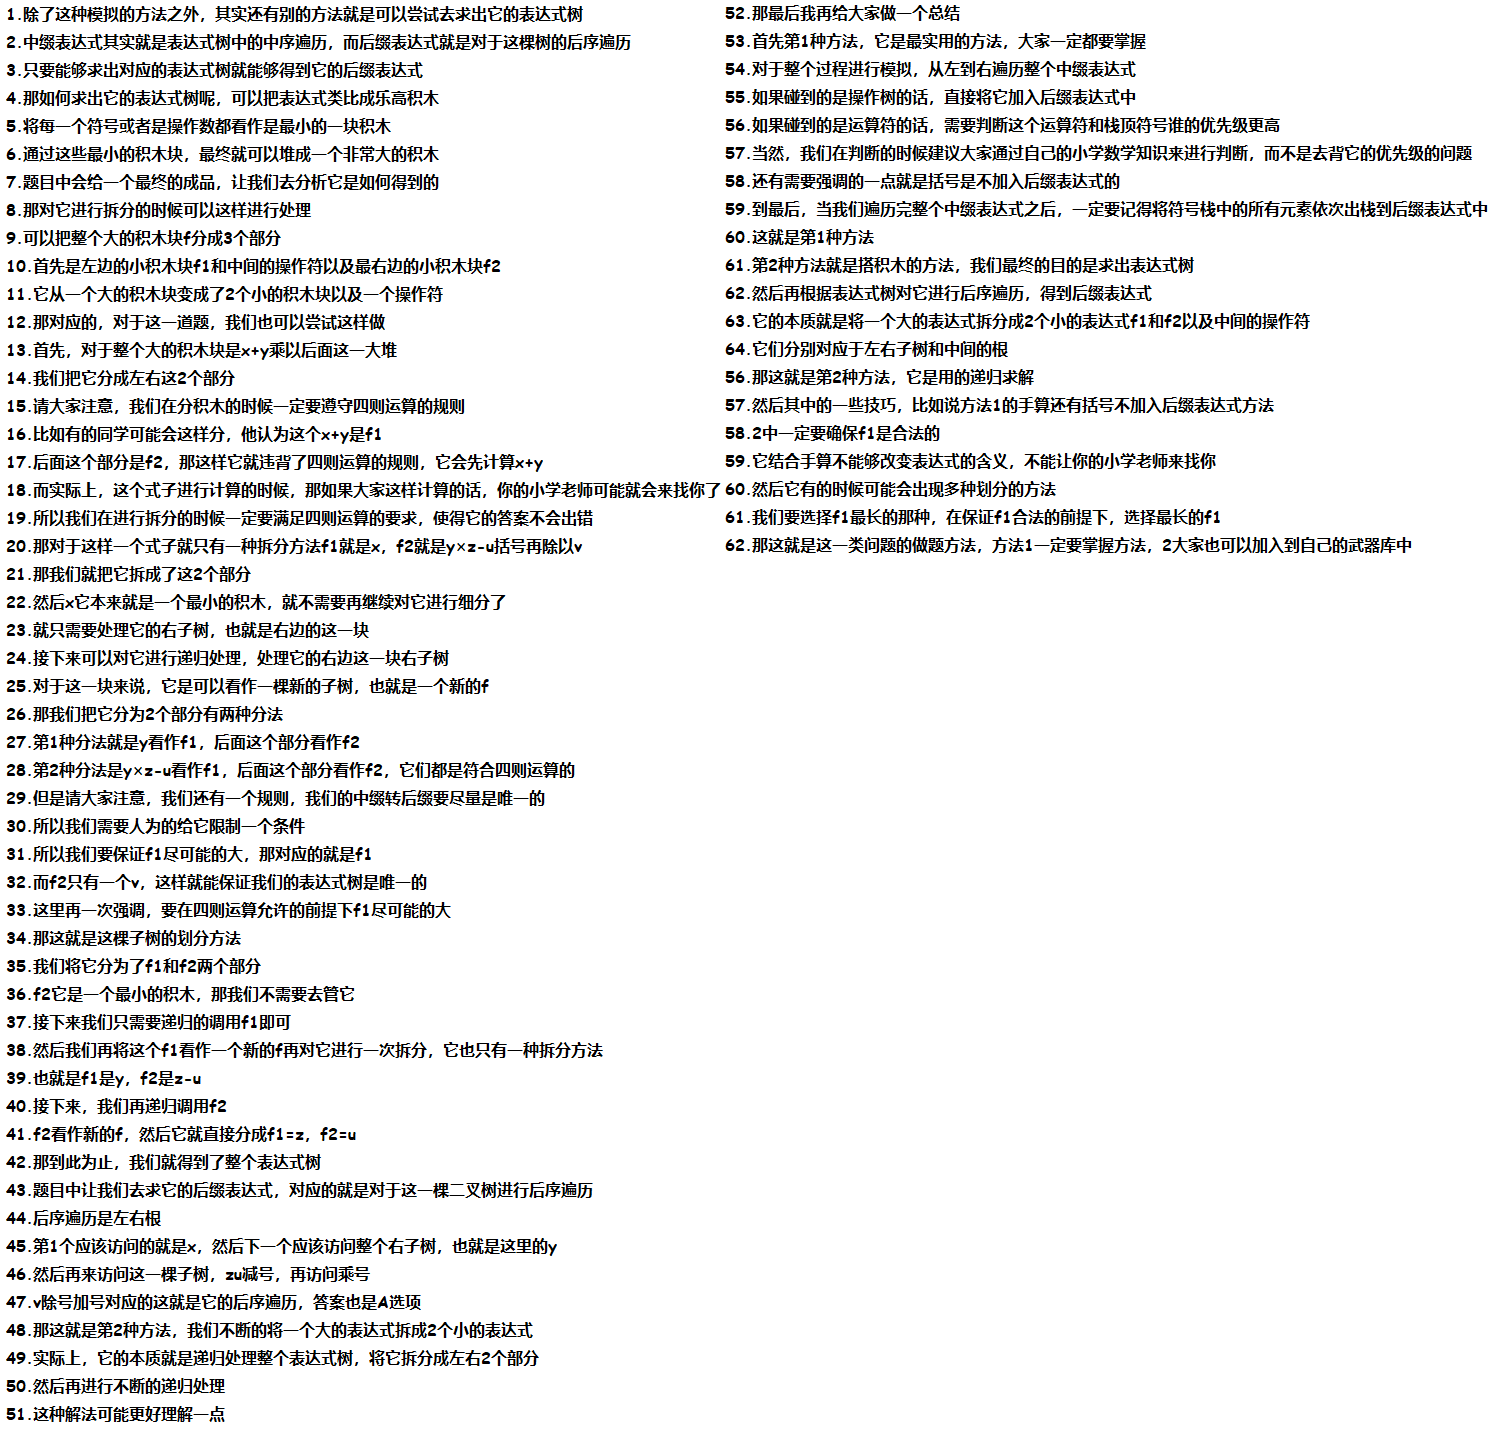 1.除了这种模拟的方法之外，其实还有别的方法就是可以尝试去求出它的表达式树
2.中缀表达式其实就是表达式树中的中序遍历，而后缀表达式就是对于这棵树的后序遍历
3.只要能够求出对应的表达式树就能够得到它的后缀表达式
4.那如何求出它的表达式树呢，可以把表达式类比成乐高积木
5.将每一个符号或者是操作数都看作是最小的一块积木
6.通过这些最小的积木块，最终就可以堆成一个非常大的积木
7.题目中会给一个最终的成品，让我们去分析它是如何得到的
8.那对它进行拆分的时候可以这样进行处理
9.可以把整个大的积木块f分成3个部分
10.首先是左边的小积木块f1和中间的操作符以及最右边的小积木块f2
11.它从一个大的积木块变成了2个小的积木块以及一个操作符
12.那对应的，对于这一道题，我们也可以尝试这样做
13.首先，对于整个大的积木块是x+y乘以后面这一大堆
14.我们把它分成左右这2个部分
15.请大家注意，我们在分积木的时候一定要遵守四则运算的规则
16.比如有的同学可能会这样分，他认为这个x+y是f1
17.后面这个部分是f2，那这样它就违背了四则运算的规则，它会先计算x+y
18.而实际上，这个式子进行计算的时候，那如果大家这样计算的话，你的小学老师可能就会来找你了
19.所以我们在进行拆分的时候一定要满足四则运算的要求，使得它的答案不会出错
20.那对于这样一个式子就只有一种拆分方法f1就是x，f2就是y×z-u括号再除以v
21.那我们就把它拆成了这2个部分
22.然后x它本来就是一个最小的积木，就不需要再继续对它进行细分了
23.就只需要处理它的右子树，也就是右边的这一块
24.接下来可以对它进行递归处理，处理它的右边这一块右子树
25.对于这一块来说，它是可以看作一棵新的子树，也就是一个新的f
26.那我们把它分为2个部分有两种分法
27.第1种分法就是y看作f1，后面这个部分看作f2
28.第2种分法是y×z-u看作f1，后面这个部分看作f2，它们都是符合四则运算的
29.但是请大家注意，我们还有一个规则，我们的中缀转后缀要尽量是唯一的
30.所以我们需要人为的给它限制一个条件
31.所以我们要保证f1尽可能的大，那对应的就是f1
32.而f2只有一个v，这样就能保证我们的表达式树是唯一的
33.这里再一次强调，要在四则运算允许的前提下f1尽可能的大
34.那这就是这棵子树的划分方法
35.我们将它分为了f1和f2两个部分
36.f2它是一个最小的积木，那我们不需要去管它
37.接下来我们只需要递归的调用f1即可
38.然后我们再将这个f1看作一个新的f再对它进行一次拆分，它也只有一种拆分方法
39.也就是f1是y，f2是z-u
40.接下来，我们再递归调用f2
41.f2看作新的f，然后它就直接分成f1=z，f2=u
42.那到此为止，我们就得到了整个表达式树
43.题目中让我们去求它的后缀表达式，对应的就是对于这一棵二叉树进行后序遍历
44.后序遍历是左右根
45.第1个应该访问的就是x，然后下一个应该访问整个右子树，也就是这里的y
46.然后再来访问这一棵子树，zu减号，再访问乘号
47.v除号加号对应的这就是它的后序遍历，答案也是A选项
48.那这就是第2种方法，我们不断的将一个大的表达式拆成2个小的表达式
49.实际上，它的本质就是递归处理整个表达式树，将它拆分成左右2个部分
50.然后再进行不断的递归处理
51.这种解法可能更好理解一点
52.那最后我再给大家做一个总结
53.首先第1种方法，它是最实用的方法，大家一定都要掌握
54.对于整个过程进行模拟，从左到右遍历整个中缀表达式
55.如果碰到的是操作树的话，直接将它加入后缀表达式中
56.如果碰到的是运算符的话，需要判断这个运算符和栈顶符号谁的优先级更高
57.当然，我们在判断的时候建议大家通过自己的小学数学知识来进行判断，而不是去背它的优先级的问题
58.还有需要强调的一点就是括号是不加入后缀表达式的
59.到最后，当我们遍历完整个中缀表达式之后，一定要记得将符号栈中的所有元素依次出栈到后缀表达式中
60.这就是第1种方法
61.第2种方法就是搭积木的方法，我们最终的目的是求出表达式树
62.然后再根据表达式树对它进行后序遍历，得到后缀表达式
63.它的本质就是将一个大的表达式拆分成2个小的表达式f1和f2以及中间的操作符
64.它们分别对应于左右子树和中间的根
56.那这就是第2种方法，它是用的递归求解
57.然后其中的一些技巧，比如说方法1的手算还有括号不加入后缀表达式方法
58.2中一定要确保f1是合法的
59.它结合手算不能够改变表达式的含义，不能让你的小学老师来找你
60.然后它有的时候可能会出现多种划分的方法
61.我们要选择f1最长的那种，在保证f1合法的前提下，选择最长的f1
62.那这就是这一类问题的做题方法，方法1一定要掌握方法，2大家也可以加入到自己的武器库中